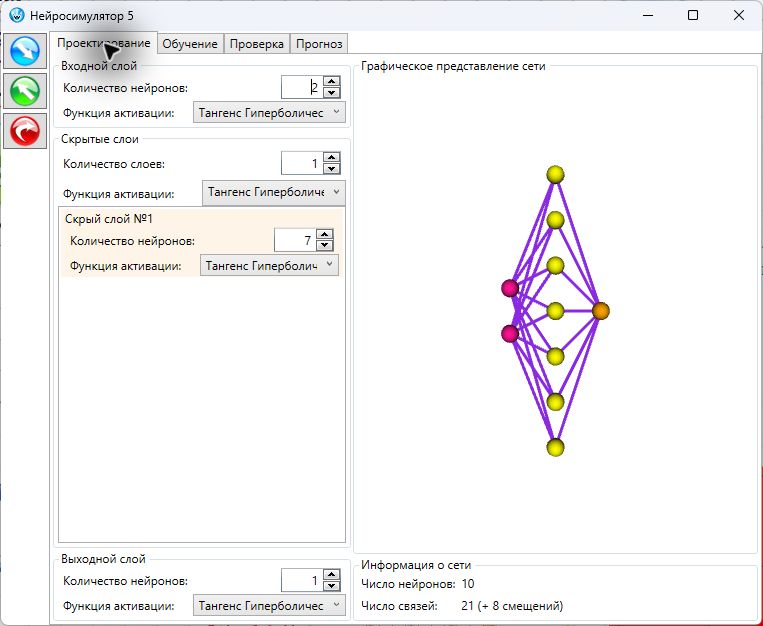 Нейросимулятор 5
Проектирование Обучение Проверка Прогноз
Входной слой
Количество нейронов: 2
Функция активации: Тангенс Гиперболичес
Скрытые слои
Количество слоев: 1
Функция активации: Тангенс Гиперболиче
Скрый слой №1
Количество нейронов: 7
Функция активации: Тангенс Гиперболич
Выходной слой
Количество нейронов: 1
Функция активации: Тангенс Гиперболичес
Графическое представление сети
Информация о сети
Число нейронов: 10
Число связей: 21 (+ 8 смещений)